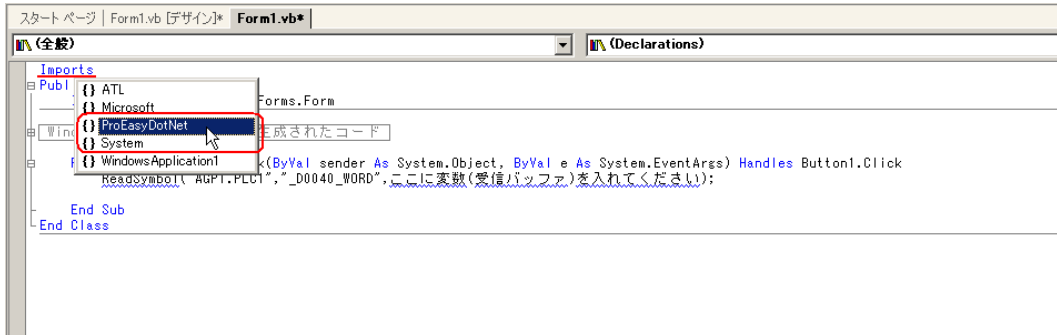 スタート ページ Form1.vb [デザイン]* Form1.vb*
(全般) (Declarations)
Imports
Publ
{} ATL
{} Microsoft
Forms.Form
{} ProEasyDotNet
Wind 生成されたコード
{} System
{} WindowsApplication1
k(ByVal sender As System.Object, ByVal e As System.EventArgs) Handles Button1.Click
ReadSymbol("AGP1.PLC1","_D0040_WORD",ここに変数(受信バッファ)を入れてください);
End Sub
End Class